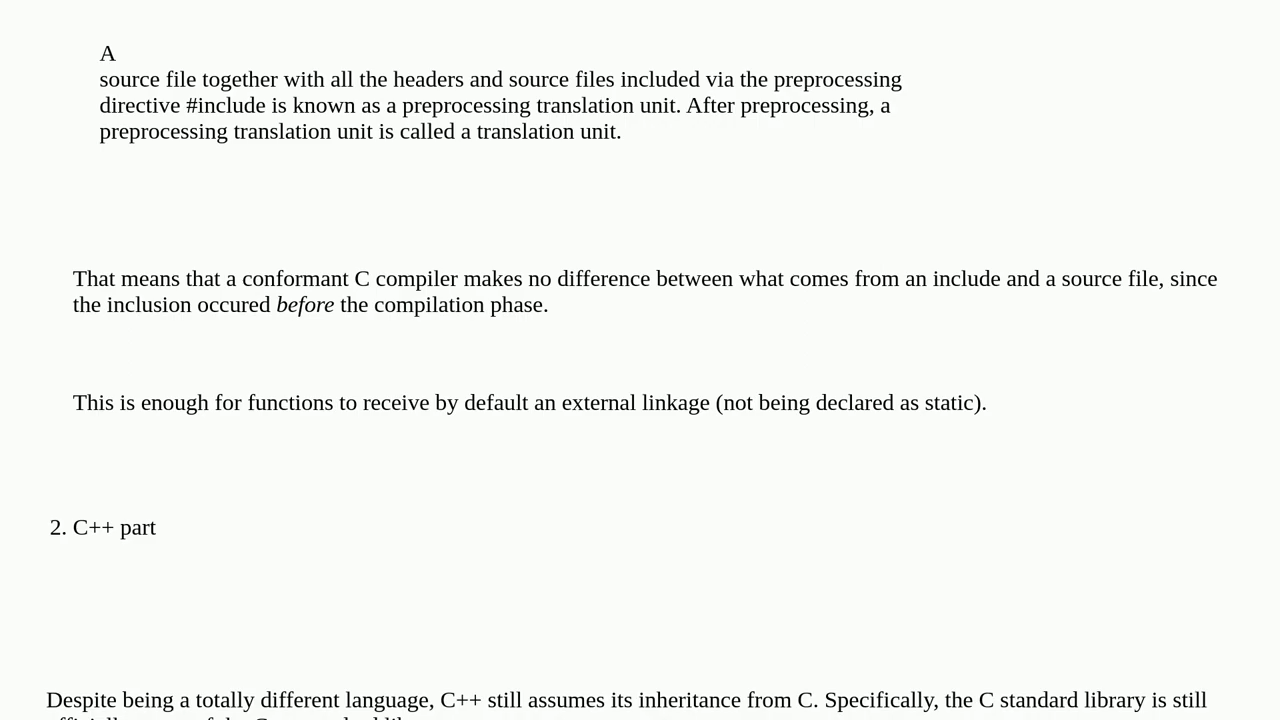 A
source file together with all the headers and source files included via the preprocessing
directive #include is known as a preprocessing translation unit. After preprocessing, a
preprocessing translation unit is called a translation unit.
That means that a conformant C compiler makes no difference between what comes from an include and a source file, since
the inclusion occured before the compilation phase.
This is enough for functions to receive by default an external linkage (not being declared as static).
2. C++ part
Despite being a totally different language, C++ still assumes its inheritance from C. Specifically, the C standard library is still